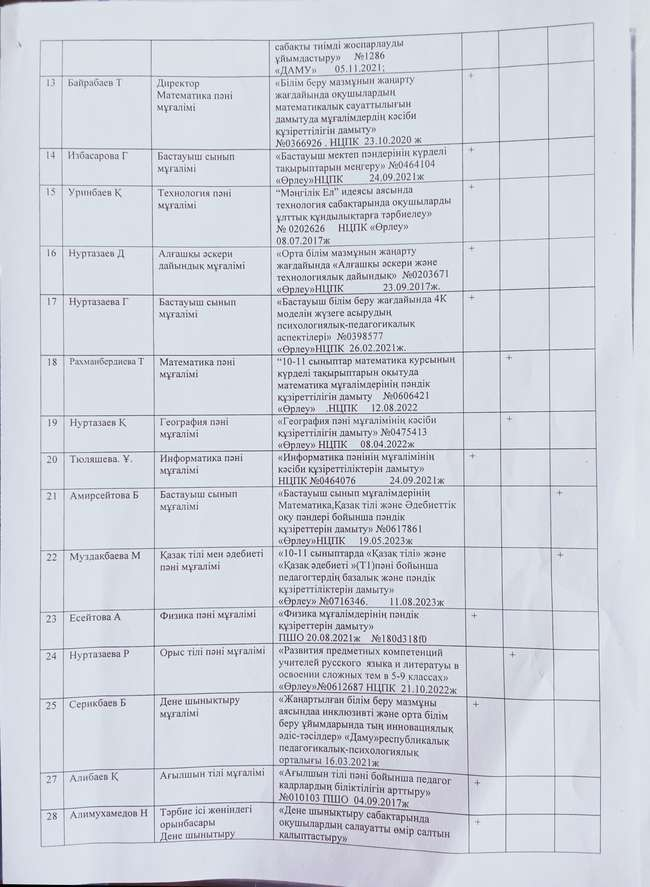 сабақты тиімді жоспарлауды
ұйымдастыру» №1286
«ДАМУ» 05.11.2021;
13 Байрабаев Т Директор «Білім беру мазмұнын жаңарту +
Математика пәні жағдайында оқушылардың
мұғалімі математикалық сауаттылығын
дамытуда мұғалімдердің кәсіби
құзіреттілігін дамыту»
№0366926 . НЦПК 23.10.2020 ж
14 Избасарова Г Бастауыш сынып «Бастауыш мектеп пәндерінің күрделі +
мұғалімі тақырыптарын меңгеру» №0464104
«Өрлеу»НЦПК 24.09.2021ж
15 Уринбаев Қ Технология пәні “Мәңгілік Ел” идеясы аясында +
мұғалімі технология сабақтарында оқушыларды
ұлттық құндылықтарға тәрбиелеу»
№ 0202626 НЦПК «Өрлеу»
08.07.2017ж
16 Нуртазаев Д Алғашқы әскери «Орта білім мазмұнын жаңарту +
дайындық мұғалімі жағдайында «Алғашқы әскери және
технологиялық дайындық» №0203671
«Өрлеу»НЦПК 23.09.2017ж.
17 Нуртазаева Г Бастауыш сынып «Бастауыш білім беру жағдайында 4К +
мұғалімі моделін жүзеге асырудың
психологиялық-педагогикалық
аспектілері» №0398577
«Өрлеу»НЦПК 26.02.2021ж.
18 Рахманбердиева Т Математика пәні “10-11 сыныптар математика курсының +
мұғалімі күрделі тақырыптарын оқытуда
математика мұғалімдерінің пәндік
құзіреттілігін дамыту №0606421
«Өрлеу» .НЦПК 12.08.2022
19 Нуртазаев Қ География пәні «География пәні мұғалімінің кәсіби +
мұғалімі құзіреттілігін дамыту» №0475413
«Өрлеу» НЦПК 08.04.2022ж
20 Тюляшева. Ұ. Информатика пәні «Информатика пәнінің мұғалімінің +
мұғалімі кәсіби құзіреттіліктерін дамыту»
НЦПК №0464076 24.09.2021ж
21 Амирсейтова Б Бастауыш сынып «Бастауыш сынып мұғалімдерінің +
мұғалімі Математика,Қазақ тілі және Әдебиеттік
оқу пәндері бойынша пәндік
құзіреттерін дамыту» №0617861
«Өрлеу»НЦПК 19.05.2023ж
22 Муздакбаева М Қазақ тілі мен әдебиеті «10-11 сыныптарда «Қазақ тілі» және +
пәні мұғалімі «Қазақ әдебиеті »(Т1)пәні бойынша
педагогтердің базалық және пәндік
құзіреттіліктерін дамыту»
«Өрлеу» №0716346. 11.08.2023ж
23 Есейтова А Физика пәні мұғалімі «Физика мұғалімдерінің пәндік +
құзіреттерін дамыту»
ПШО 20.08.2021ж №180d318f0
24 Нуртазаева Р Орыс тілі пәні мұғалімі «Развития предметных компетенций +
учителей русского языка и литератуы в
освоении сложных тем в 5-9 классах»
«Өрлеу»№0612687 НЦПК 21.10.2022ж
25 Серикбаев Б Дене шынықтыру «Жаңартылған білім беру мазмұны +
мұғалімі аясындаа инклюзивті және орта білім
беру ұйымдарында тың инновациялық
әдіс-тәсілдер» «Даму»республикалық
педагогикалық-психологиялық
орталығы 16.03.2021ж
27 Алибаев Қ Ағылшын тілі мұғалімі «Ағылшын тілі пәні бойынша педагог +
кадрлардың біліктілігін арттыру»
№010103 ПШО 04.09.2017ж
28 Алимухамедов Н Тәрбие ісі жөніндегі «Дене шынықтыру сабақтарында +
орынбасары оқушылардың салауатты өмір салтын
Дене шынытыру қалыптастыру»